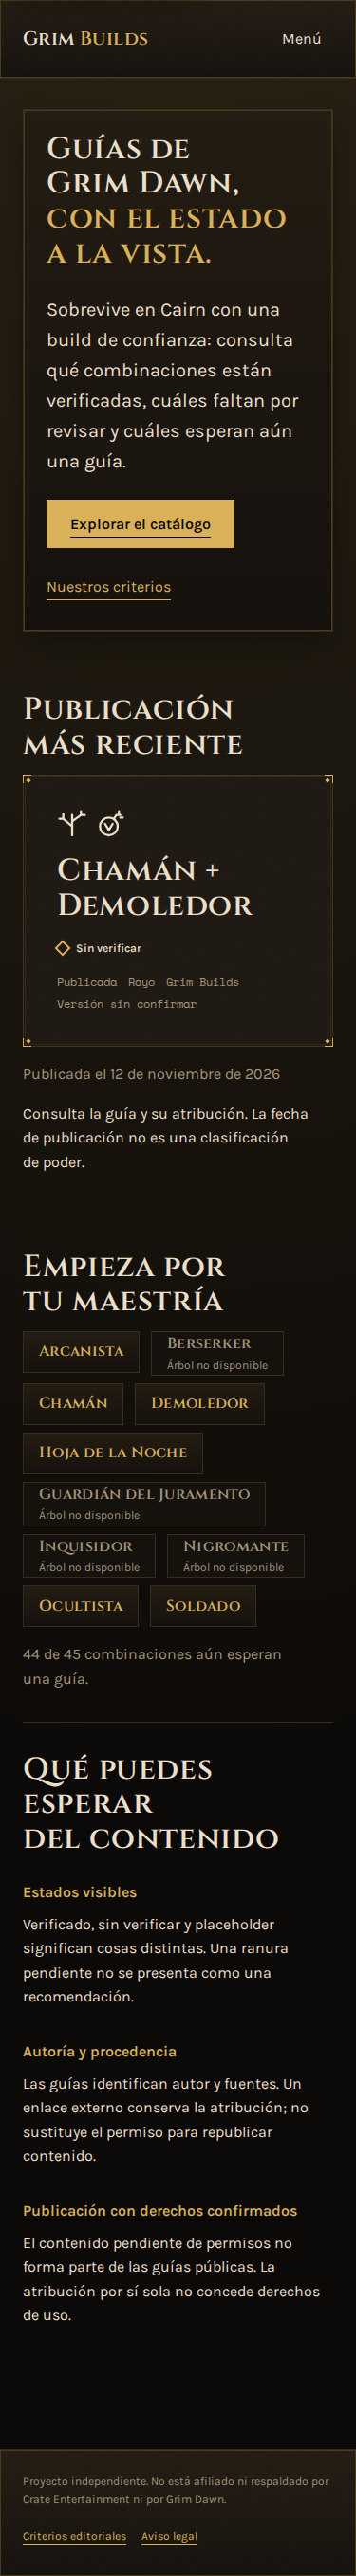 Grim Builds
Menú
Guías de
Grim Dawn,
con el estado
a la vista.
Sobrevive en Cairn con una
build de confianza: consulta
qué combinaciones están
verificadas, cuáles faltan por
revisar y cuáles esperan aún
una guía.
Explorar el catálogo
Nuestros criterios
Publicación
más reciente
Chamán +
Demoledor
Sin verificar
Publicada Rayo Grim Builds
Versión sin confirmar
Publicada el 12 de noviembre de 2026
Consulta la guía y su atribución. La fecha
de publicación no es una clasificación
de poder.
Empieza por
tu maestría
Arcanista
Berserker
Árbol no disponible
Chamán
Demoledor
Hoja de la Noche
Guardián del Juramento
Árbol no disponible
Inquisidor
Árbol no disponible
Nigromante
Árbol no disponible
Ocultista
Soldado
44 de 45 combinaciones aún esperan
una guía.
Qué puedes
esperar
del contenido
Estados visibles
Verificado, sin verificar y placeholder
significan cosas distintas. Una ranura
pendiente no se presenta como una
recomendación.
Autoría y procedencia
Las guías identifican autor y fuentes. Un
enlace externo conserva la atribución; no
sustituye el permiso para republicar
contenido.
Publicación con derechos confirmados
El contenido pendiente de permisos no
forma parte de las guías públicas. La
atribución por sí sola no concede derechos
de uso.
Proyecto independiente. No está afiliado ni respaldado por
Crate Entertainment ni por Grim Dawn.
Criterios editoriales
Aviso legal